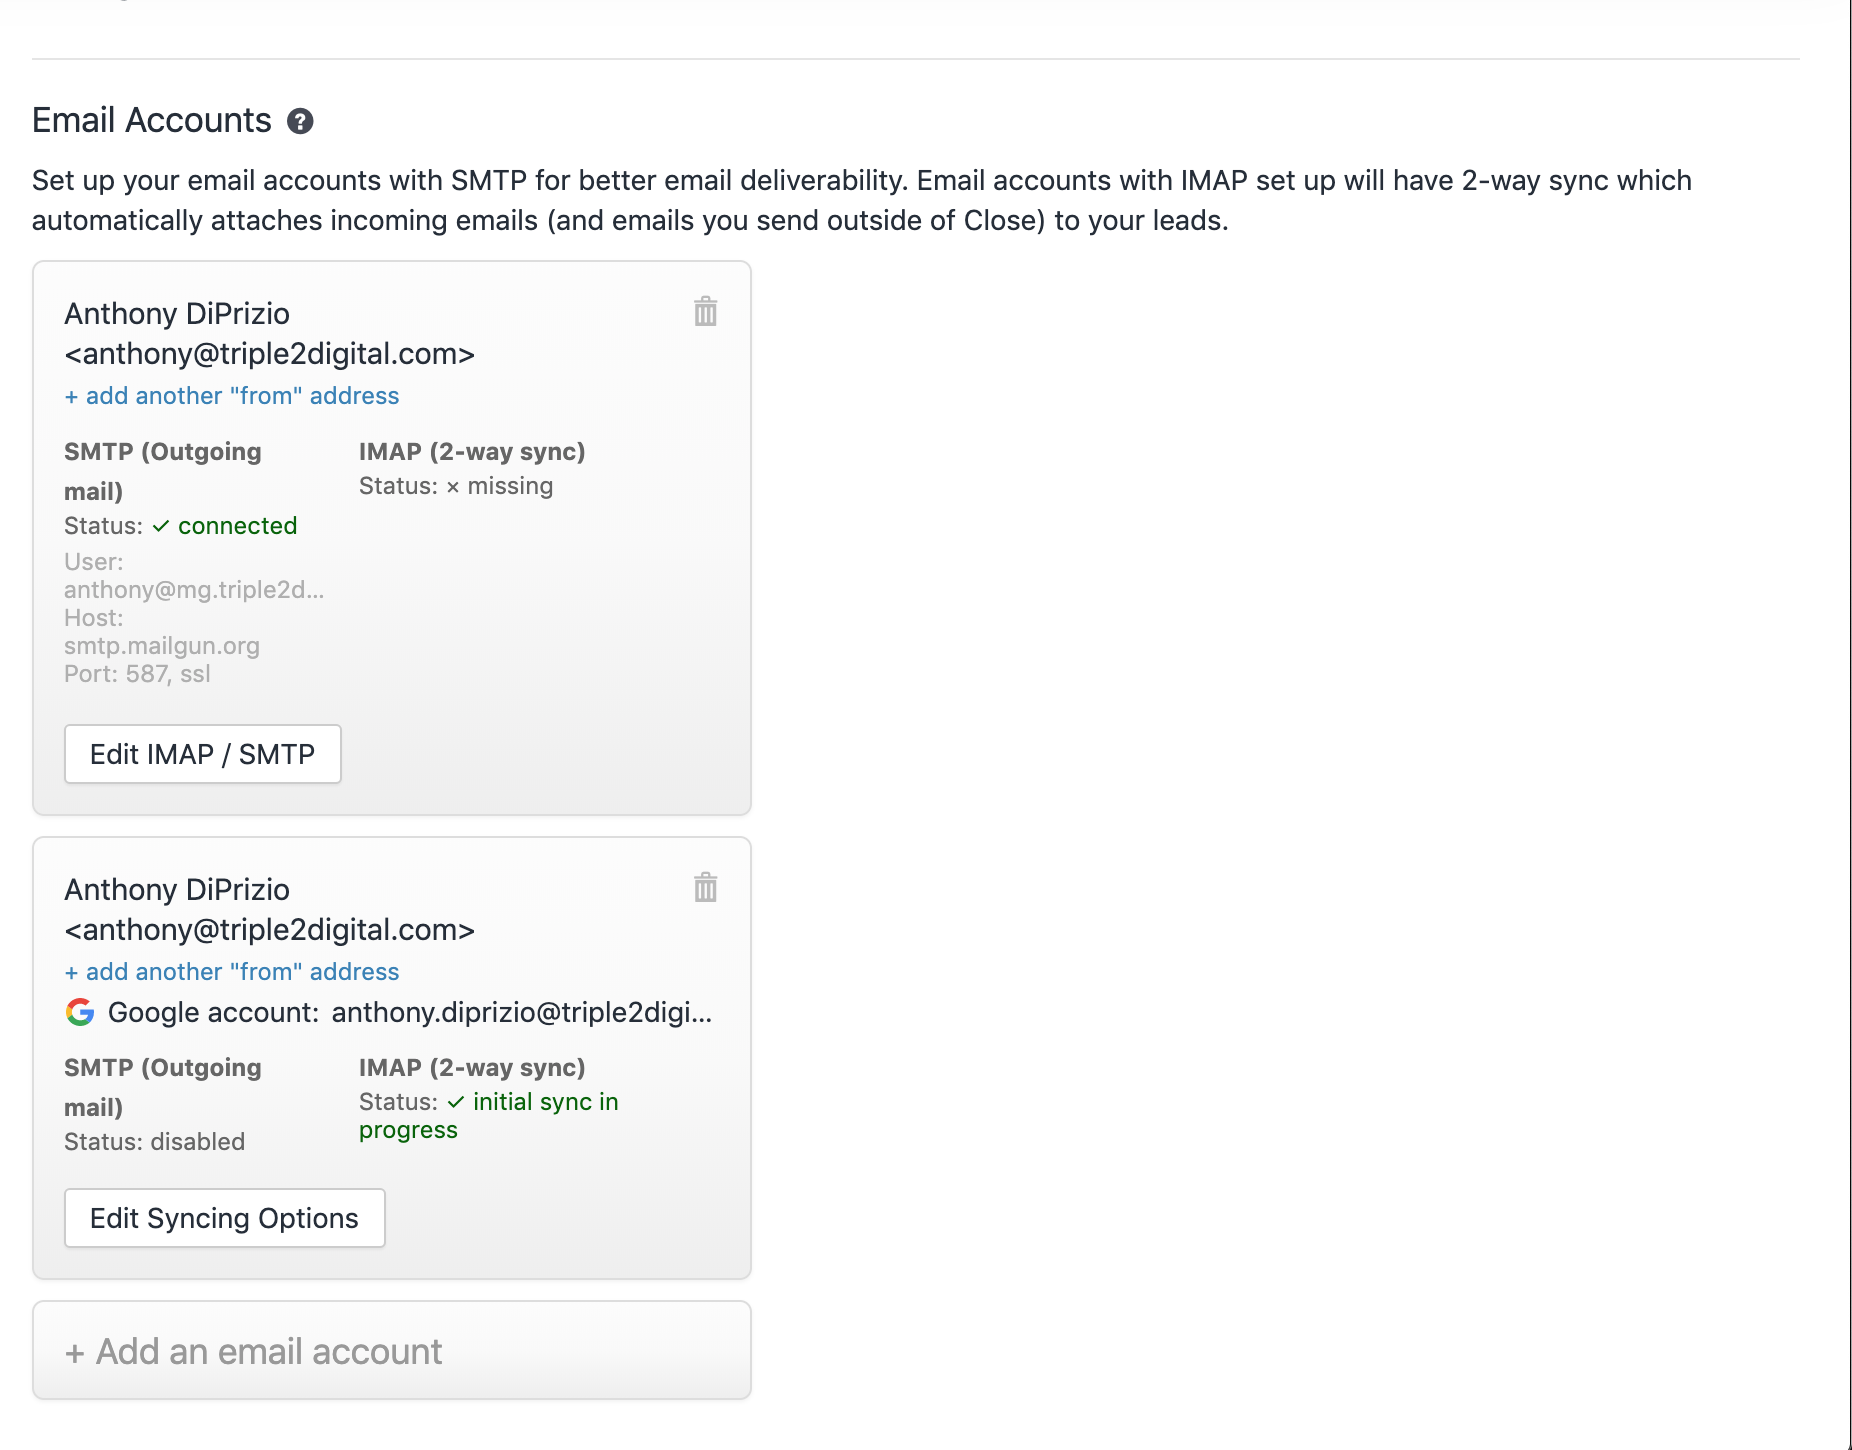 Email Accounts ?
Set up your email accounts with SMTP for better email deliverability. Email accounts with IMAP set up will have 2-way sync which
automatically attaches incoming emails (and emails you send outside of Close) to your leads.
Anthony DiPrizio
<anthony@triple2digital.com>
+ add another "from" address
SMTP (Outgoing
mail)
Status: ✓ connected
User:
anthony@mg.triple2d...
Host:
smtp.mailgun.org
Port: 587, ssl
IMAP (2-way sync)
Status: × missing
Edit IMAP / SMTP
Anthony DiPrizio
<anthony@triple2digital.com>
+ add another "from" address
Google account: anthony.diprizio@triple2digi...
SMTP (Outgoing
mail)
Status: disabled
IMAP (2-way sync)
Status: ✓ initial sync in
progress
Edit Syncing Options
+ Add an email account